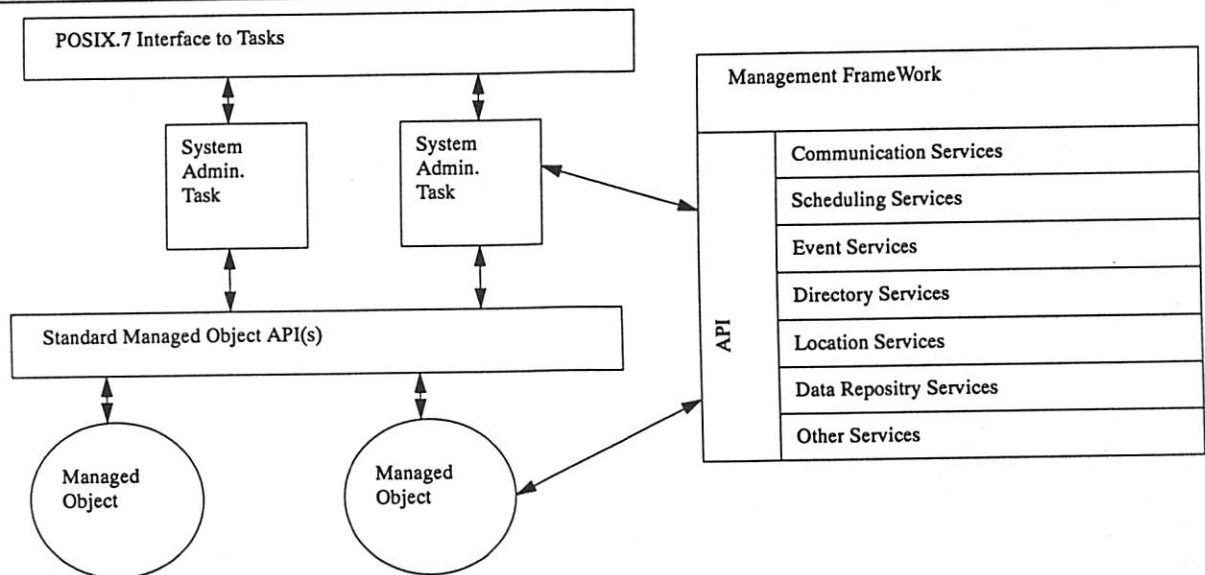 POSIX.7 Interface to Tasks
System
Admin.
Task
System
Admin.
Task
Standard Managed Object API(s)
Managed
Object
Managed
Object
Management FrameWork
API
Communication Services
Scheduling Services
Event Services
Directory Services
Location Services
Data Repositry Services
Other Services